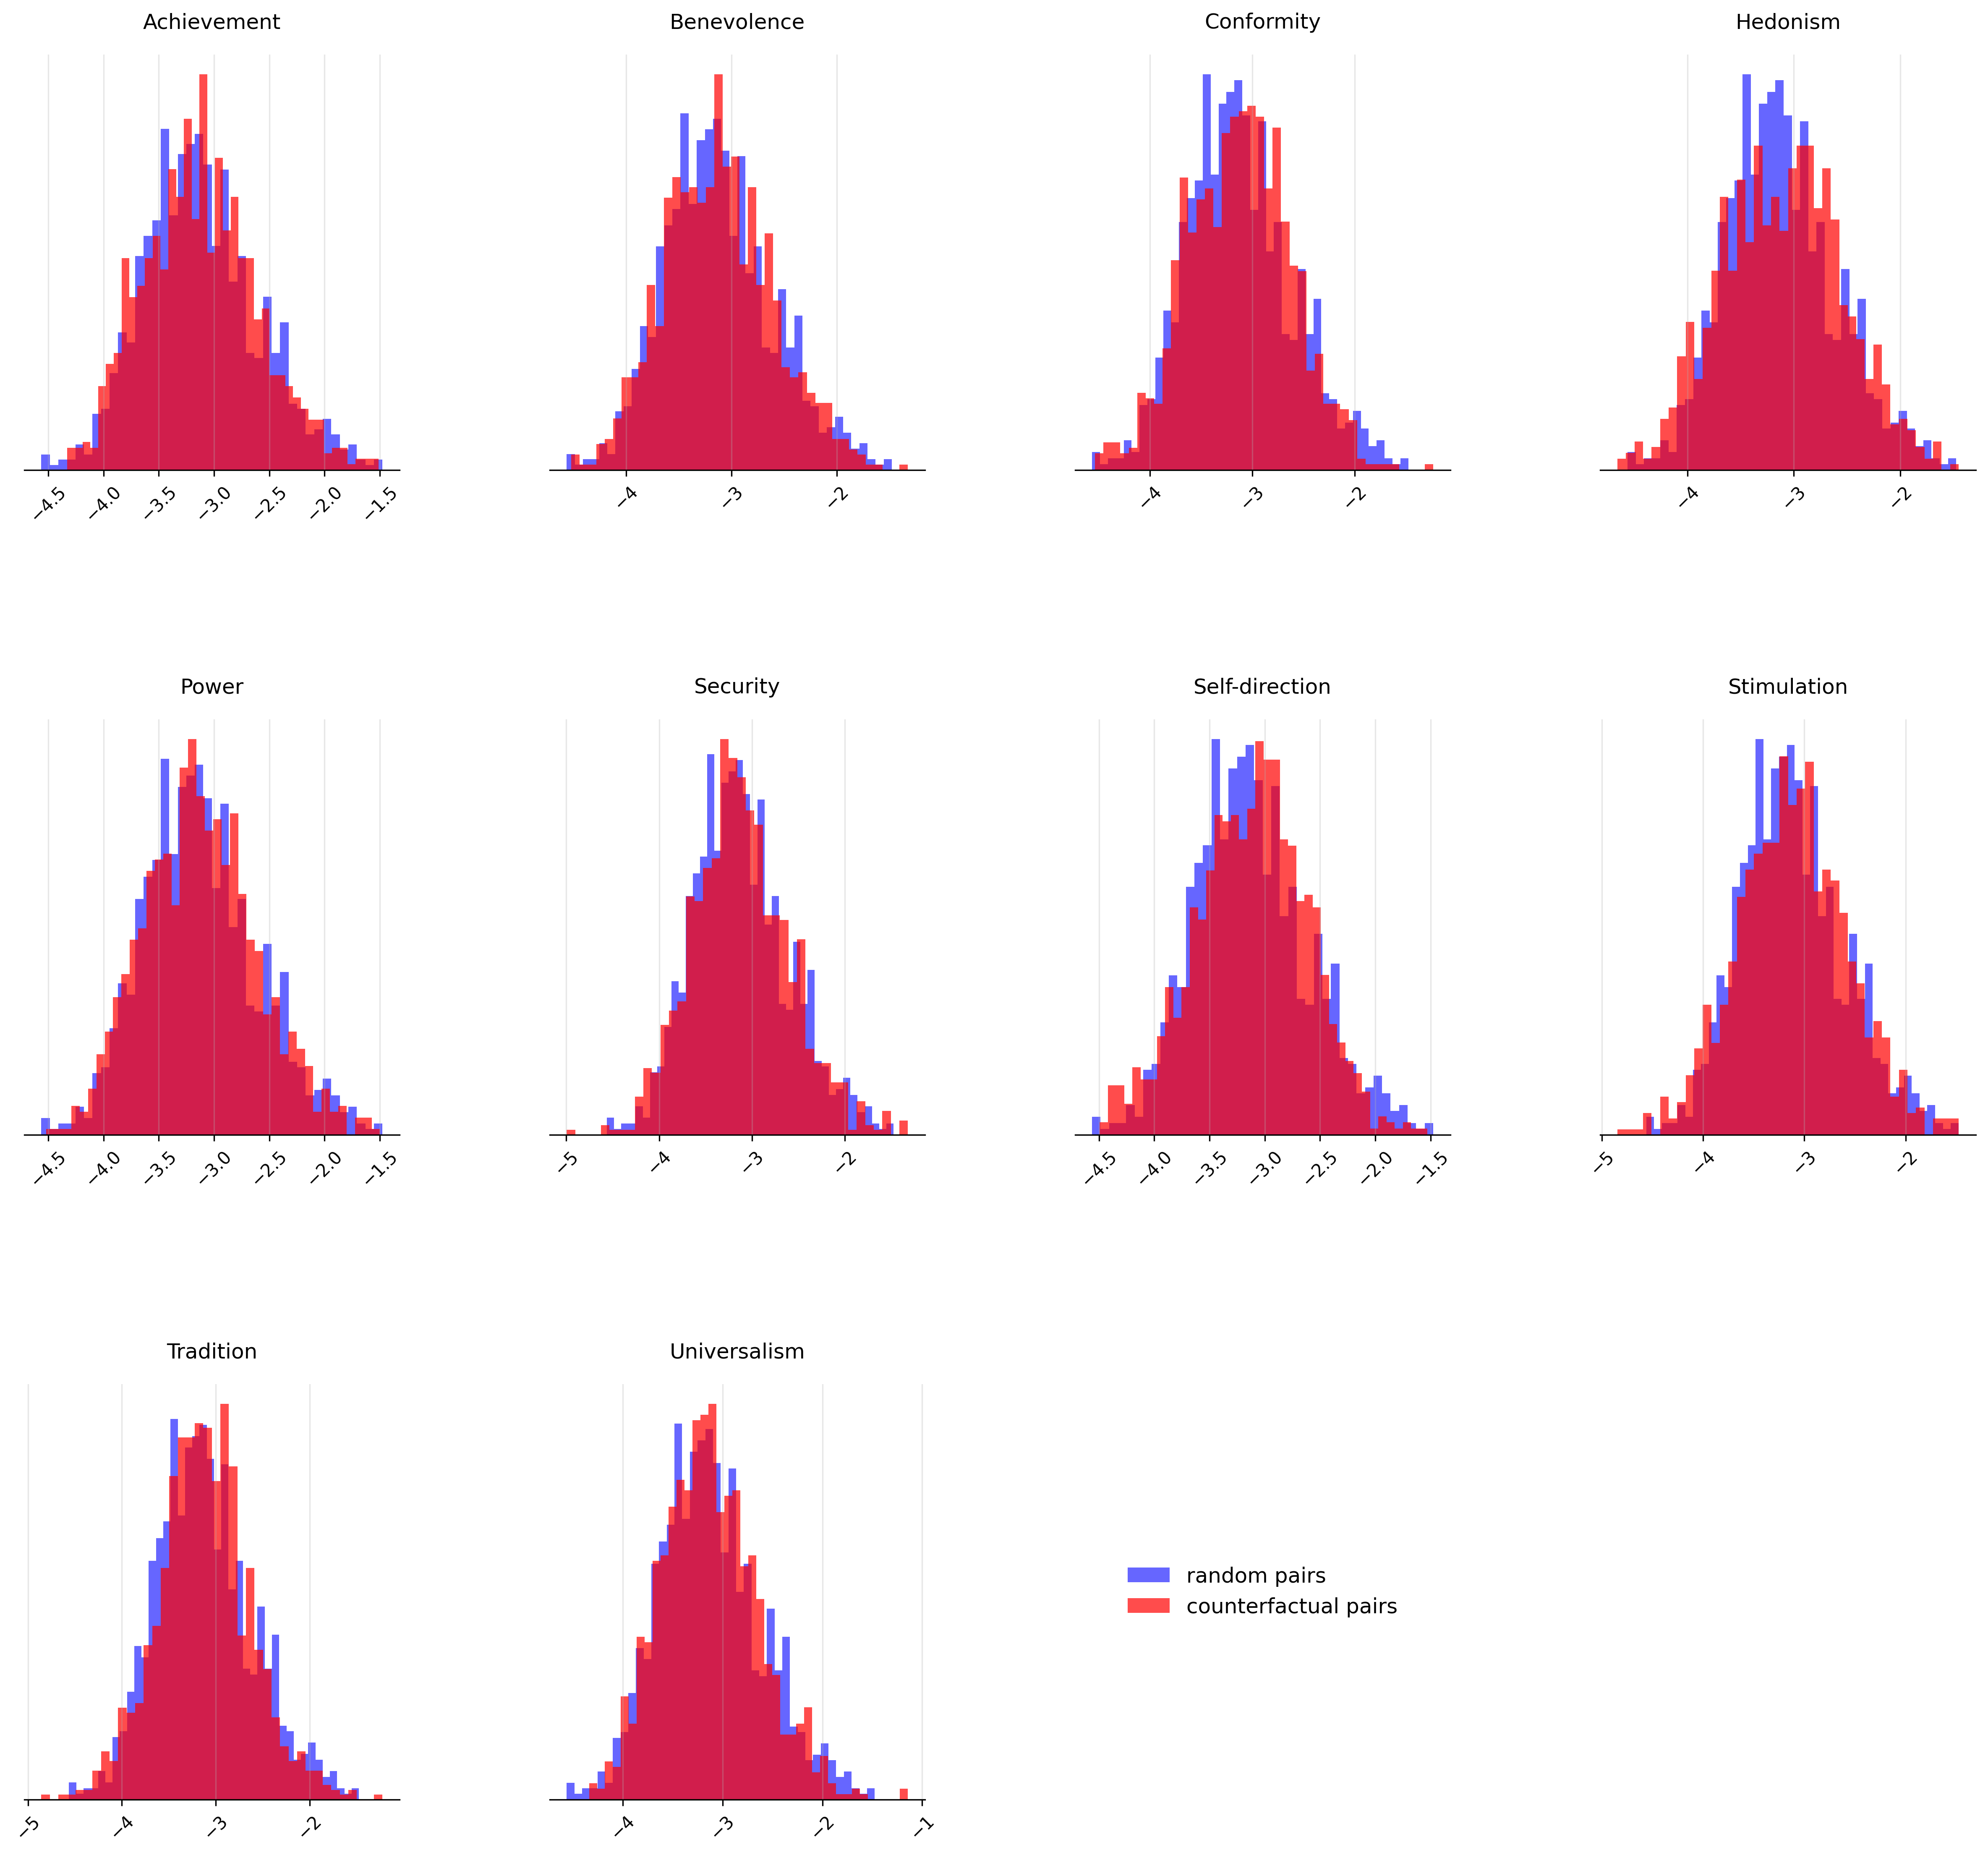 Achievement Benevolence Conformity Hedonism
−4.5 −4.0 −3.5 −3.0 −2.5 −2.0 −1.5 −4 −3 −2 −4 −3 −2 −4 −3 −2
Power Security Self-direction Stimulation
−4.5 −4.0 −3.5 −3.0 −2.5 −2.0 −1.5 −5 −4 −3 −2 −4.5 −4.0 −3.5 −3.0 −2.5 −2.0 −1.5 −5 −4 −3 −2
Tradition Universalism
random pairs
counterfactual pairs
−5 −4 −3 −2 −4 −3 −2 −1